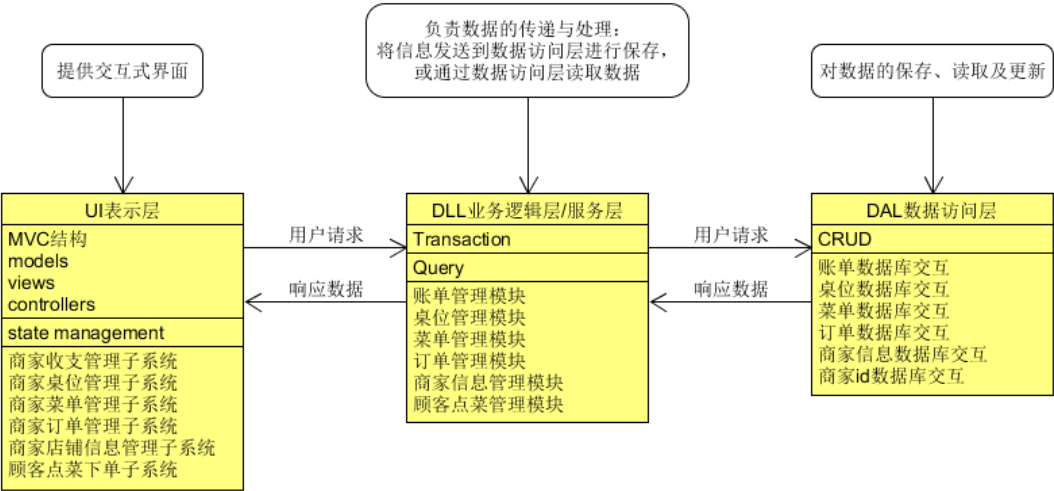 提供交互式界面
负责数据的传递与处理：
将信息发送到数据访问层进行保存，
或通过数据访问层读取数据
对数据的保存、读取及更新
UI表示层
MVC结构
models
views
controllers
state management
商家收支管理子系统
商家桌位管理子系统
商家菜单管理子系统
商家订单管理子系统
商家店铺信息管理子系统
顾客点菜下单子系统
用户请求
响应数据
DLL业务逻辑层/服务层
Transaction
Query
账单管理模块
桌位管理模块
菜单管理模块
订单管理模块
商家信息管理模块
顾客点菜管理模块
用户请求
响应数据
DAL数据访问层
CRUD
账单数据库交互
桌位数据库交互
菜单数据库交互
订单数据库交互
商家信息数据库交互
商家id数据库交互